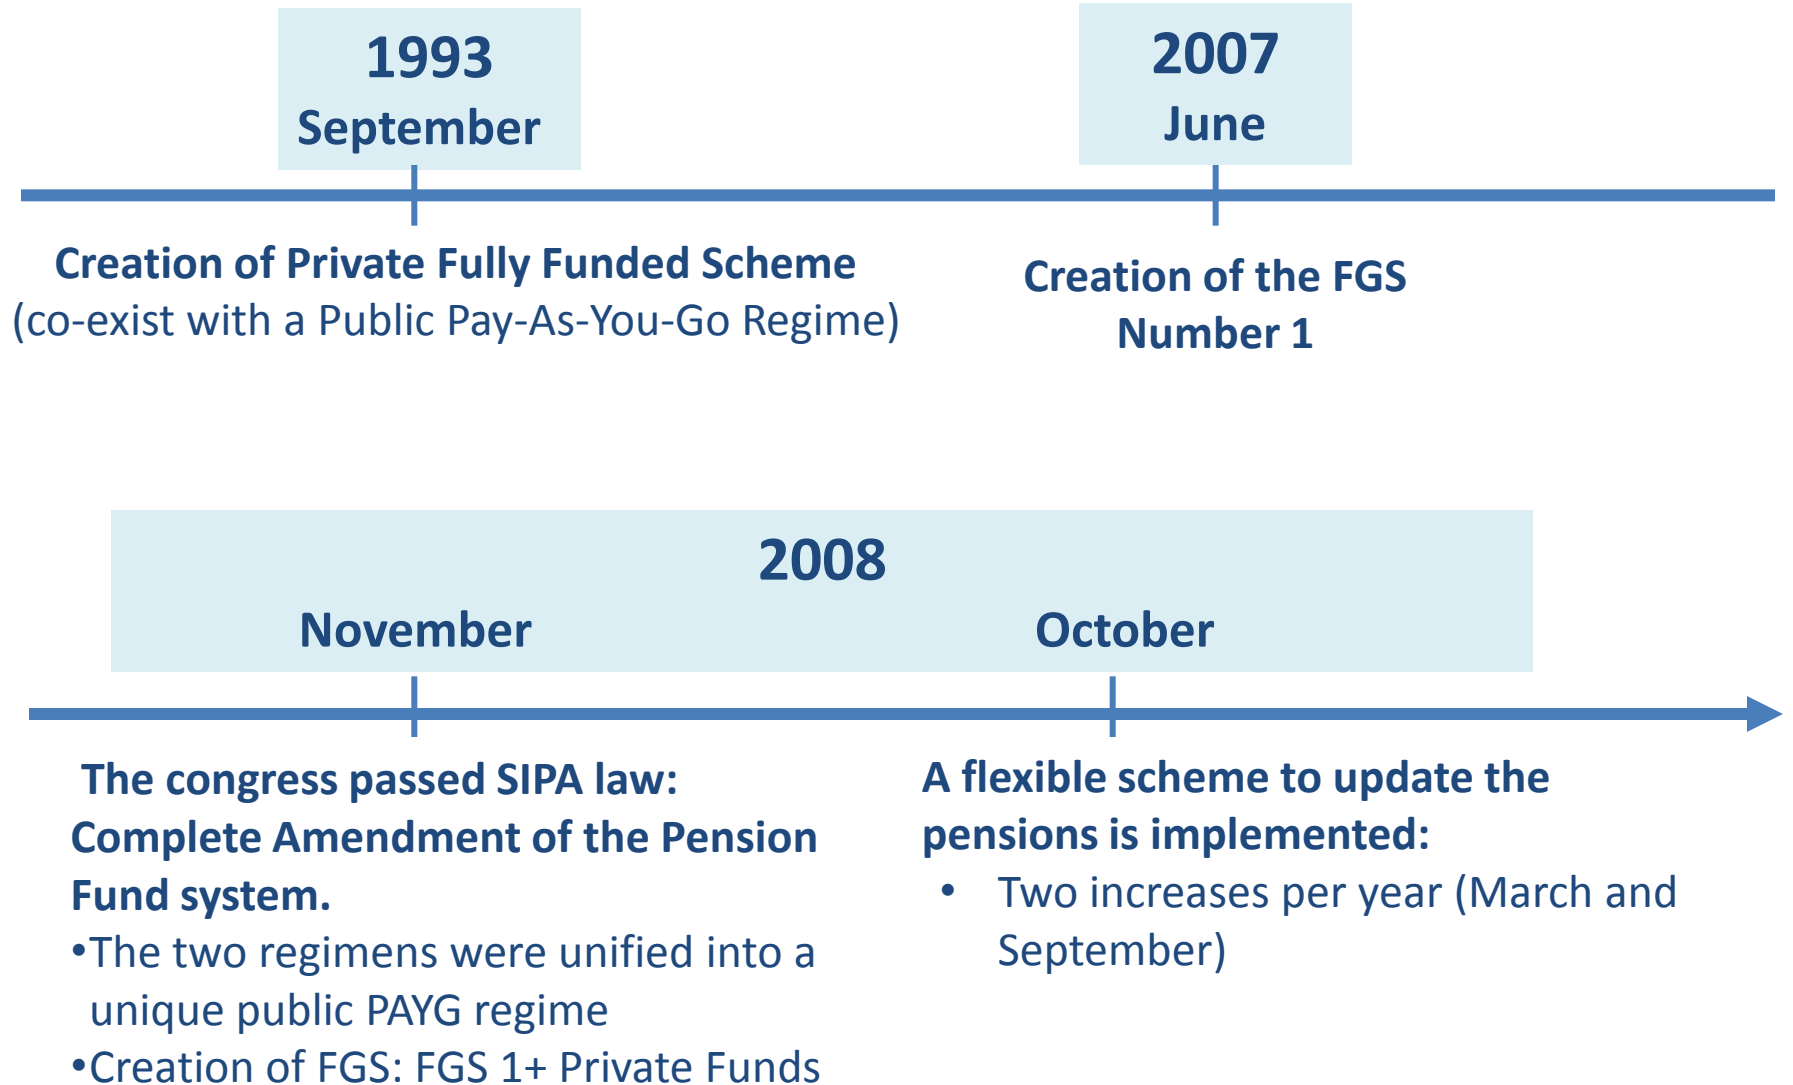 1993
September
2007
June
Creation of Private Fully Funded Scheme
(co-exist with a Public Pay-As-You-Go Regime)
Creation of the FGS
Number 1
2008
November
October
The congress passed SIPA law:
Complete Amendment of the Pension
Fund system.
•The two regimens were unified into a
unique public PAYG regime
•Creation of FGS: FGS 1+ Private Funds
A flexible scheme to update the
pensions is implemented:
• Two increases per year (March and
September)